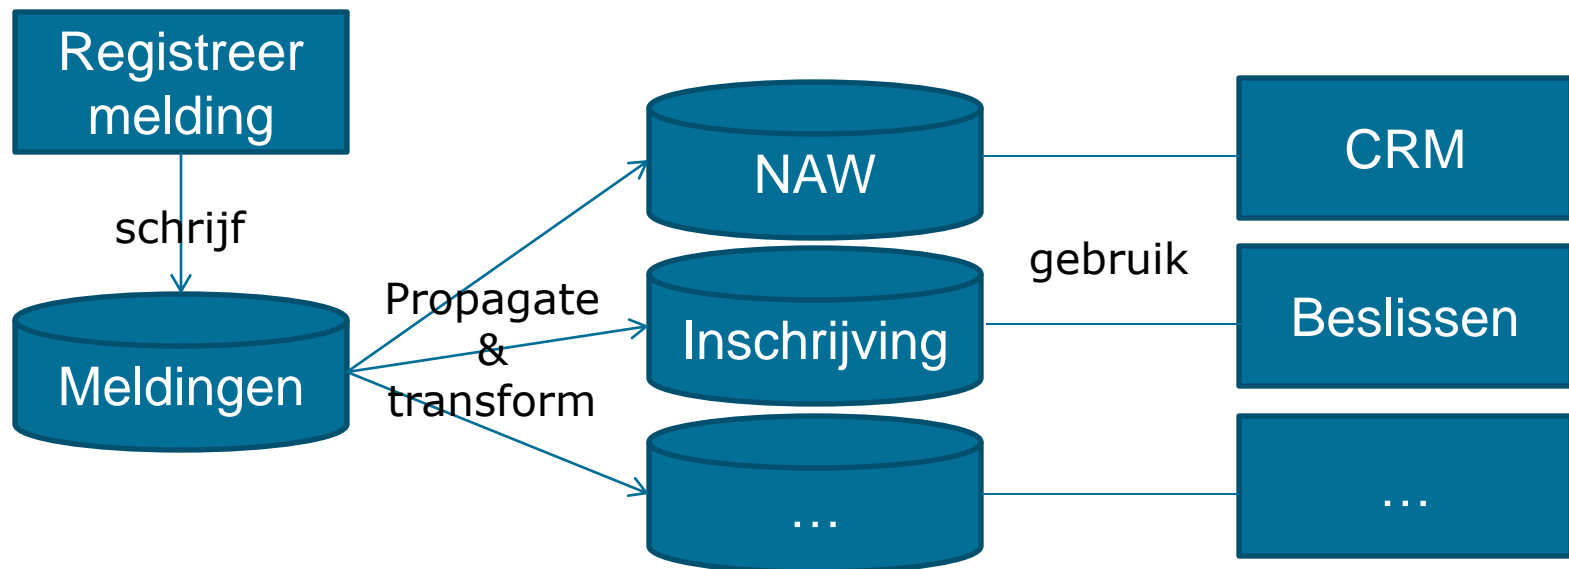 Registreer
melding
schrijf
Meldingen
Propagate
&
transform
NAW
Inschrijving
...
gebruik
CRM
Beslissen
...